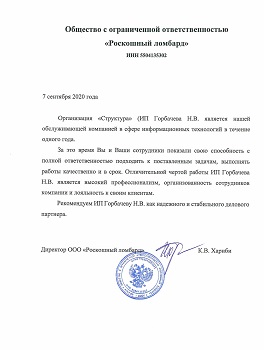 Общество с ограниченной ответственностью
«Роскошный ломбард»
ИНН 5504135302
7 сентября 2020 года
Организация «Структура» (ИП Горбачева Н.В. является нашей
обслуживающей компанией в сфере информационных технологий в течение
одного года.
За это время Вы и Ваши сотрудники показали свою способность с
полной ответственностью подходить к поставленным задачам, выполнять
работы качественно и в срок. Отличительной чертой работы ИП Горбачева
Н.В. является высокий профессионализм, организованность сотрудников
компании и лояльность к своим клиентам.
Рекомендуем ИП Горбачеву Н.В. как надежного и стабильного делового
партнера.
Директор ООО «Роскошный ломбард» К.В. Хариби